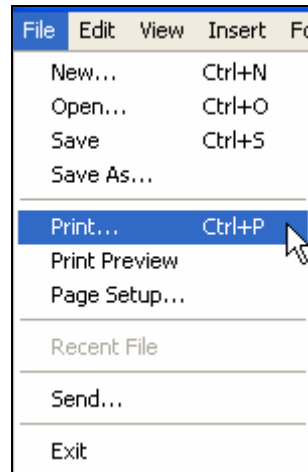 File Edit View Insert Fo
New... Ctrl+N
Open... Ctrl+O
Save Ctrl+S
Save As...
Print... Ctrl+P
Print Preview
Page Setup...
Recent File
Send...
Exit